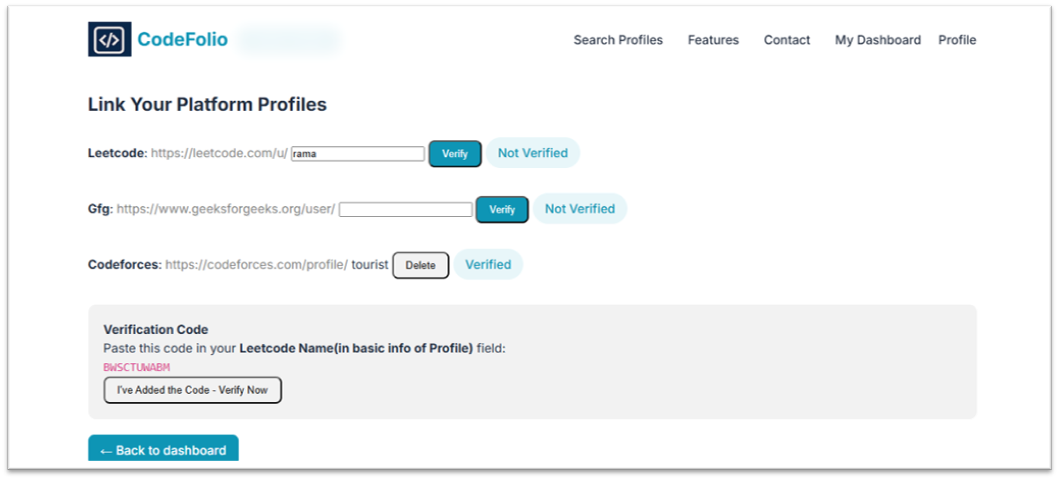 CodeFolio Search Profiles Features Contact My Dashboard Profile
Link Your Platform Profiles
Leetcode: https://leetcode.com/u/ rama Verify Not Verified
Gfg: https://www.geeksforgeeks.org/user/ Verify Not Verified
Codeforces: https://codeforces.com/profile/ tourist Delete Verified
Verification Code
Paste this code in your Leetcode Name(in basic info of Profile) field:
BWSCTUWABM
I've Added the Code - Verify Now
← Back to dashboard